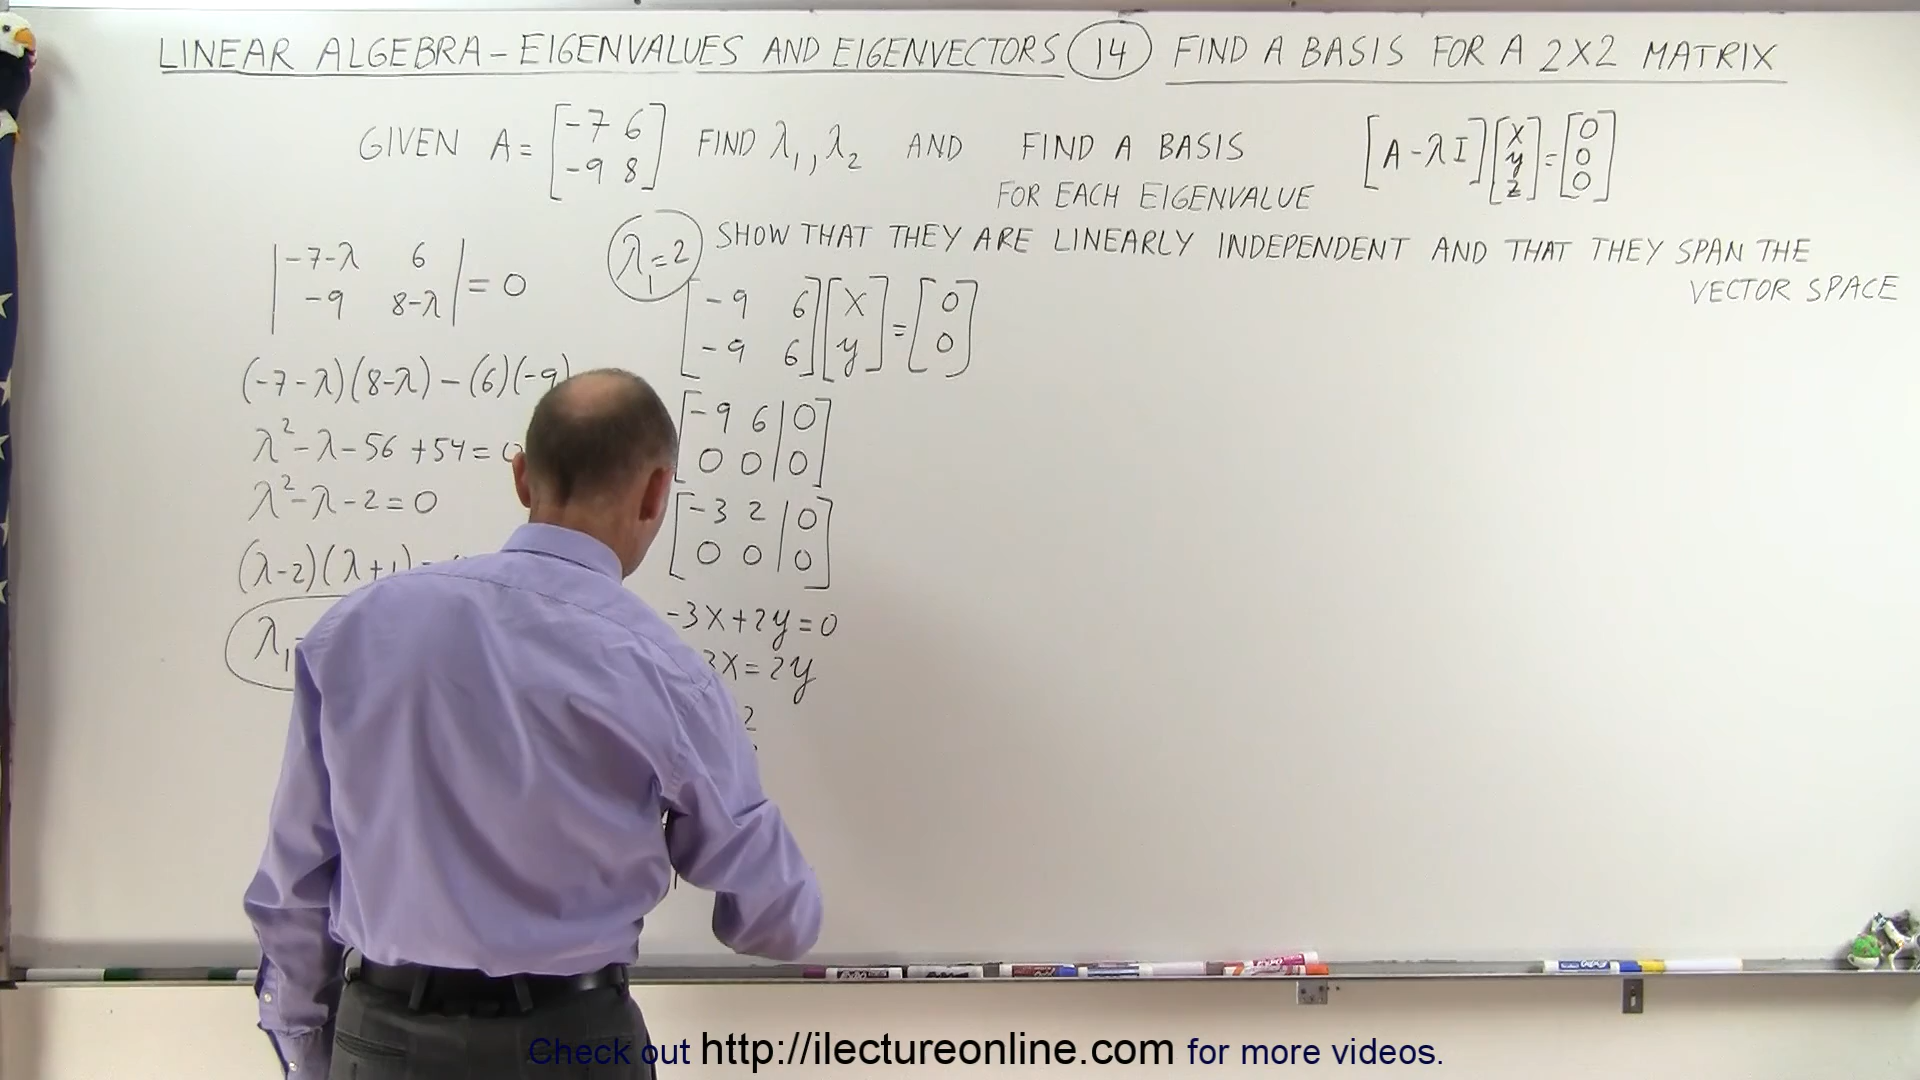 LINEAR ALGEBRA - EIGENVALUES AND EIGENVECTORS 14 FIND A BASIS FOR A 2X2 MATRIX
GIVEN A = [-7 6
-9 8] FIND λ₁, λ₂ AND FIND A BASIS
FOR EACH EIGENVALUE
[A - λI] [x
y
z] = [0
0
0]
SHOW THAT THEY ARE LINEARLY INDEPENDENT AND THAT THEY SPAN THE
VECTOR SPACE
|-7-λ 6
-9 8-λ| = 0
(-7-λ)(8-λ) - (6)(-9)
λ² - λ - 56 + 54 = 0
λ² - λ - 2 = 0
(λ-2)(λ+1)
λ₁
λ₁ = 2
[-9 6
-9 6] [x
y] = [0
0]
[-9 6 | 0
0 0 | 0]
[-3 2 | 0
0 0 | 0]
-3x + 2y = 0
3x = 2y
2
Check out http://ilectureonline.com for more videos.